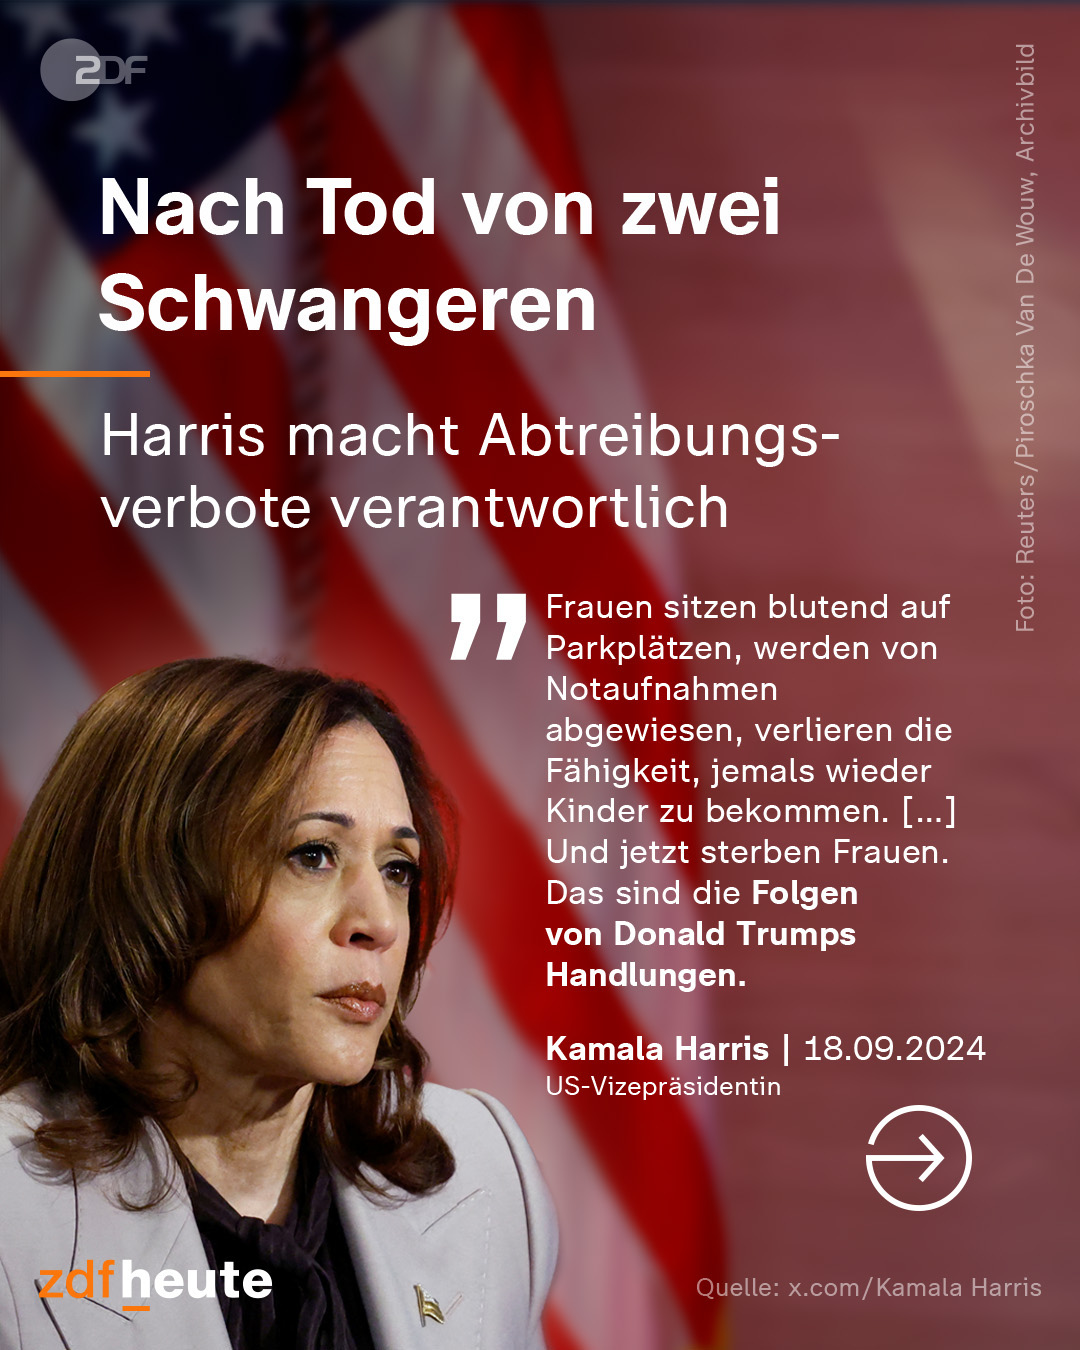 ZDF
Nach Tod von zwei
Schwangeren
Harris macht Abtreibungs-
verbote verantwortlich
” Frauen sitzen blutend auf
Parkplätzen, werden von
Notaufnahmen
abgewiesen, verlieren die
Fähigkeit, jemals wieder
Kinder zu bekommen. [...]
Und jetzt sterben Frauen.
Das sind die Folgen
von Donald Trumps
Handlungen.
Kamala Harris | 18.09.2024
US-Vizepräsidentin
zdfheute
Quelle: x.com/Kamala Harris
Foto: Reuters/Piroschka Van De Wouw, Archivbild